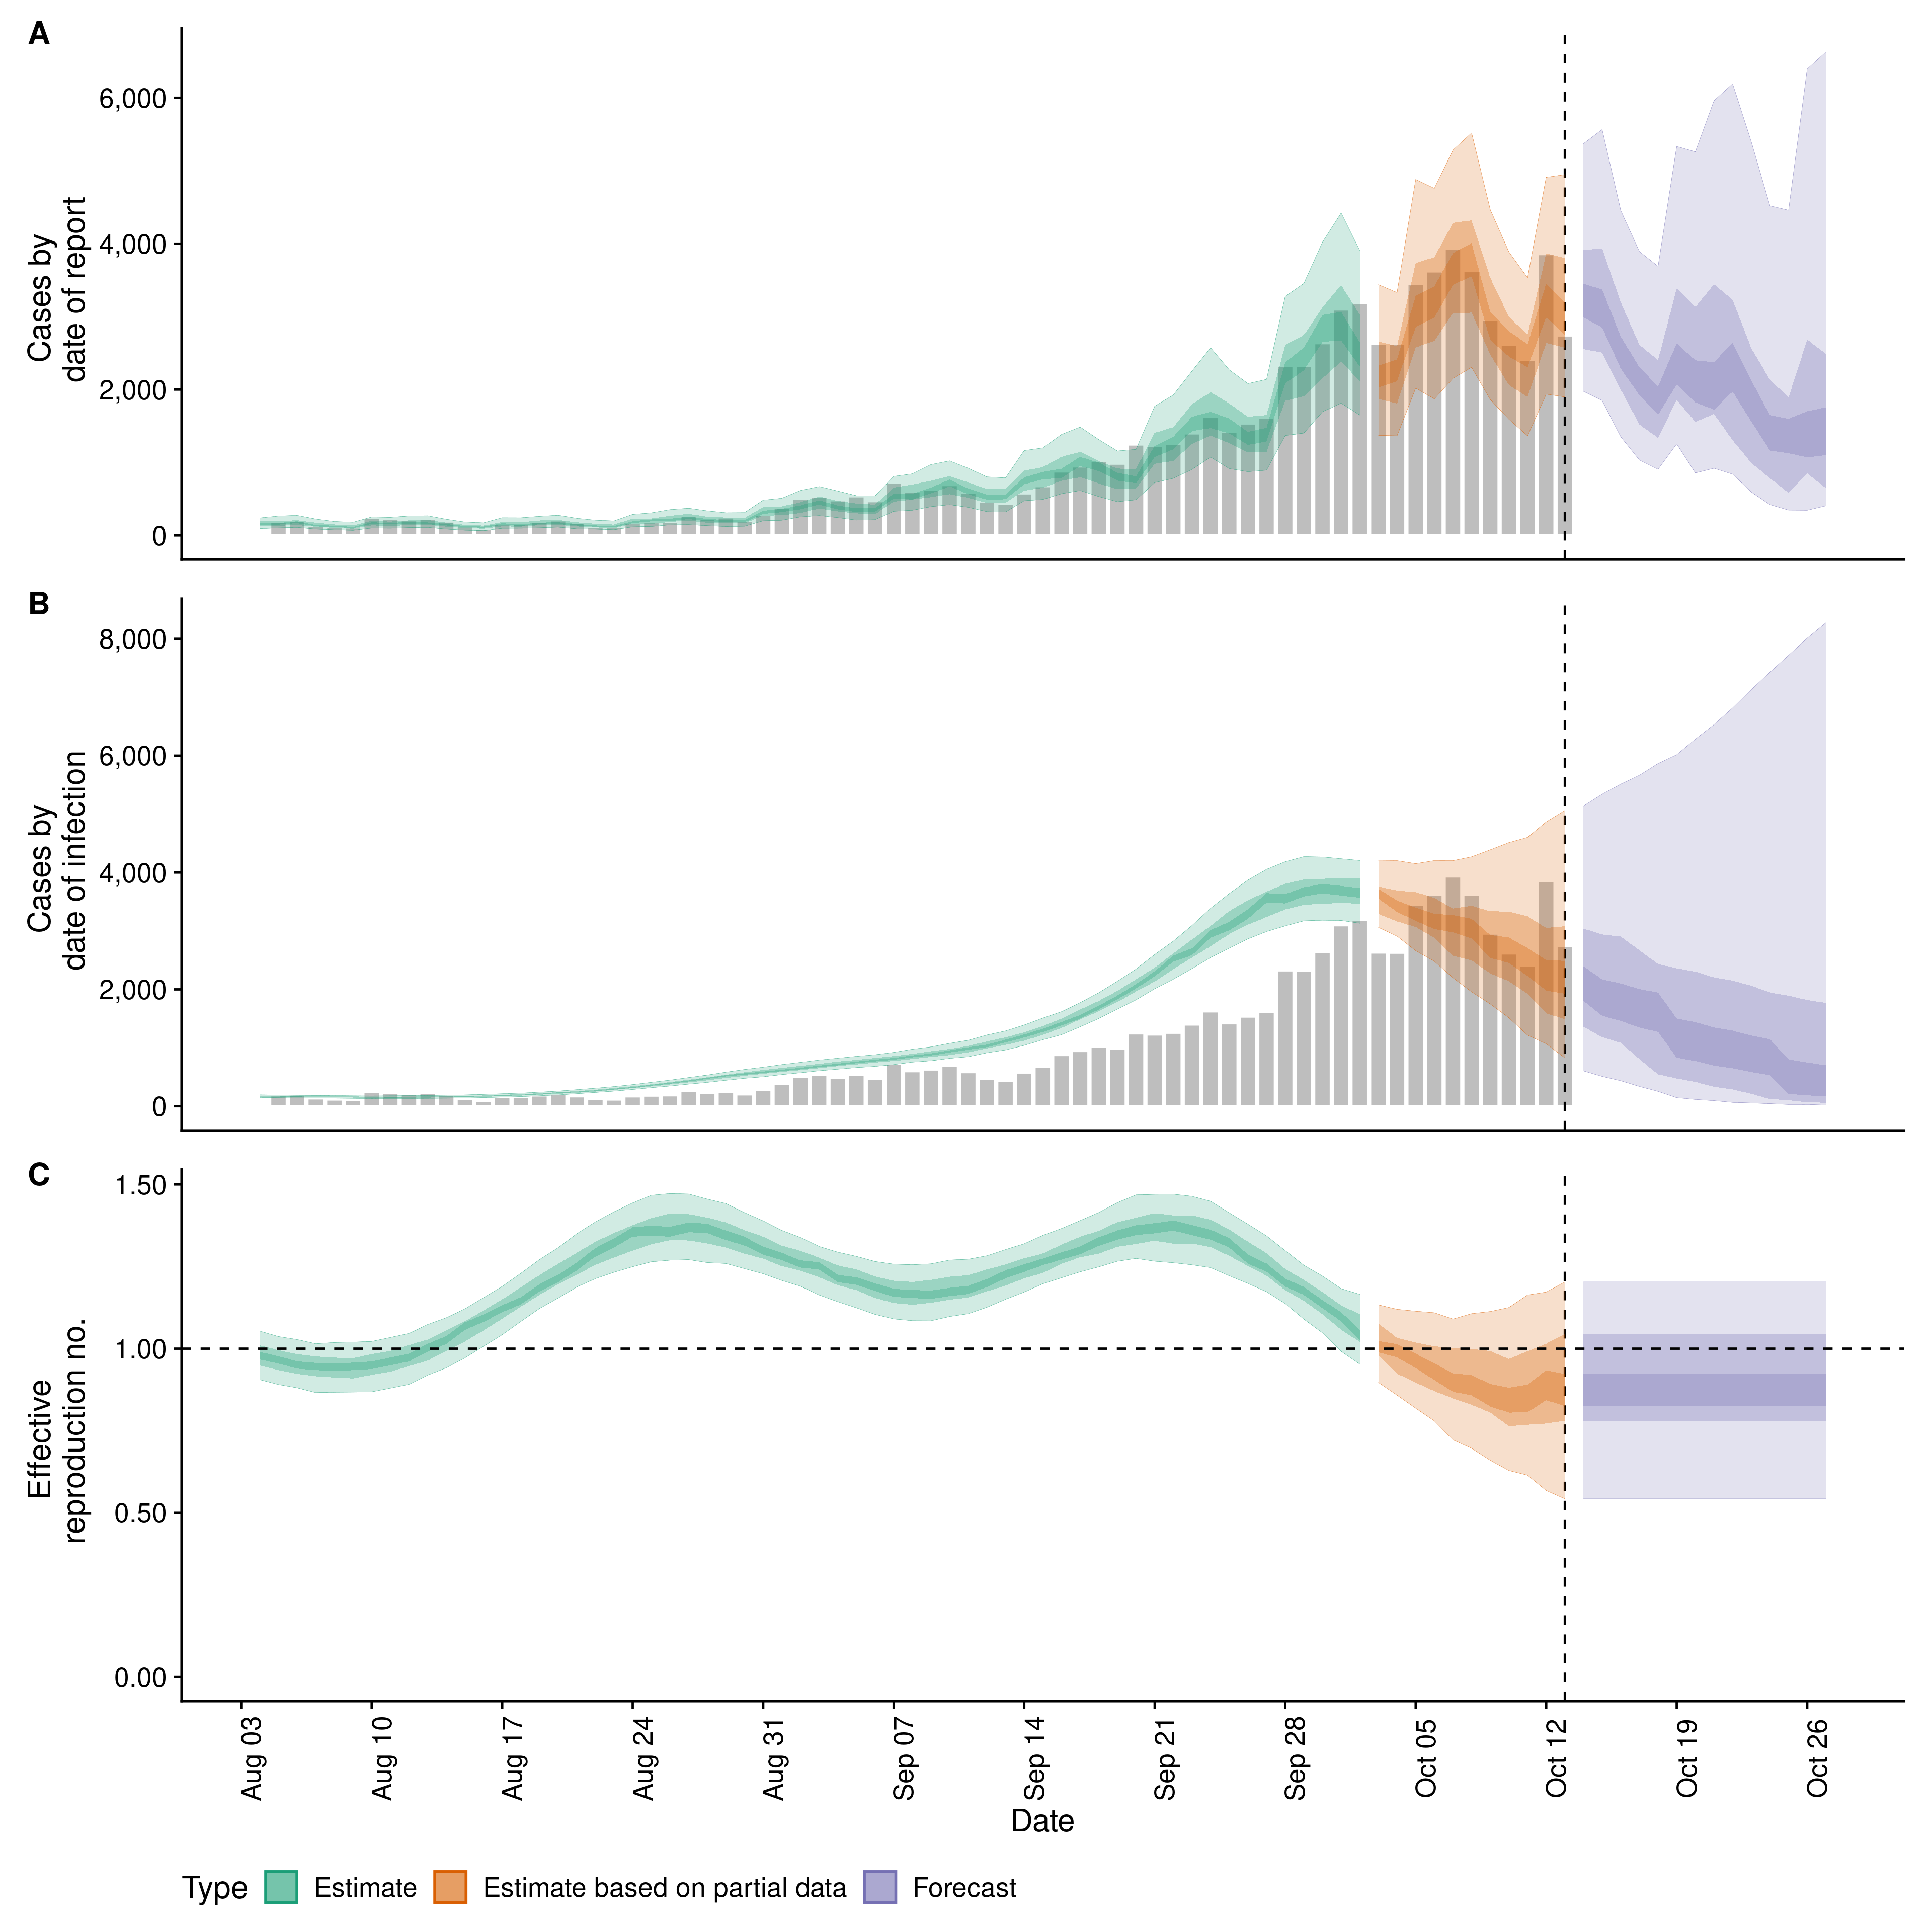 A
Cases by
date of report
6,000
4,000
2,000
0
B
Cases by
date of infection
8,000
6,000
4,000
2,000
0
C
Effective
reproduction no.
1.50
1.00
0.50
0.00
Aug 03
Aug 10
Aug 17
Aug 24
Aug 31
Sep 07
Sep 14
Sep 21
Sep 28
Oct 05
Oct 12
Oct 19
Oct 26
Date
Type Estimate Estimate based on partial data Forecast